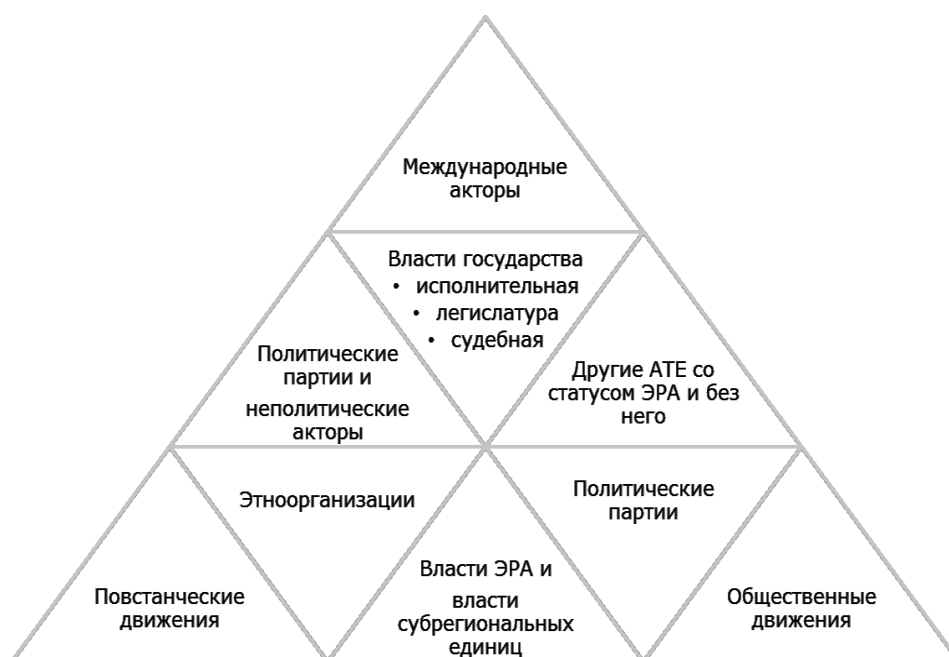 Международные
акторы
Власти государства
• исполнительная
• легислатура
• судебная
Политические
партии и
неполитические
акторы
Другие АТЕ со
статусом ЭРА и без
него
Этноорганизации
Политические
партии
Повстанческие
движения
Власти ЭРА и
власти
субрегиональных
единиц
Общественные
движения